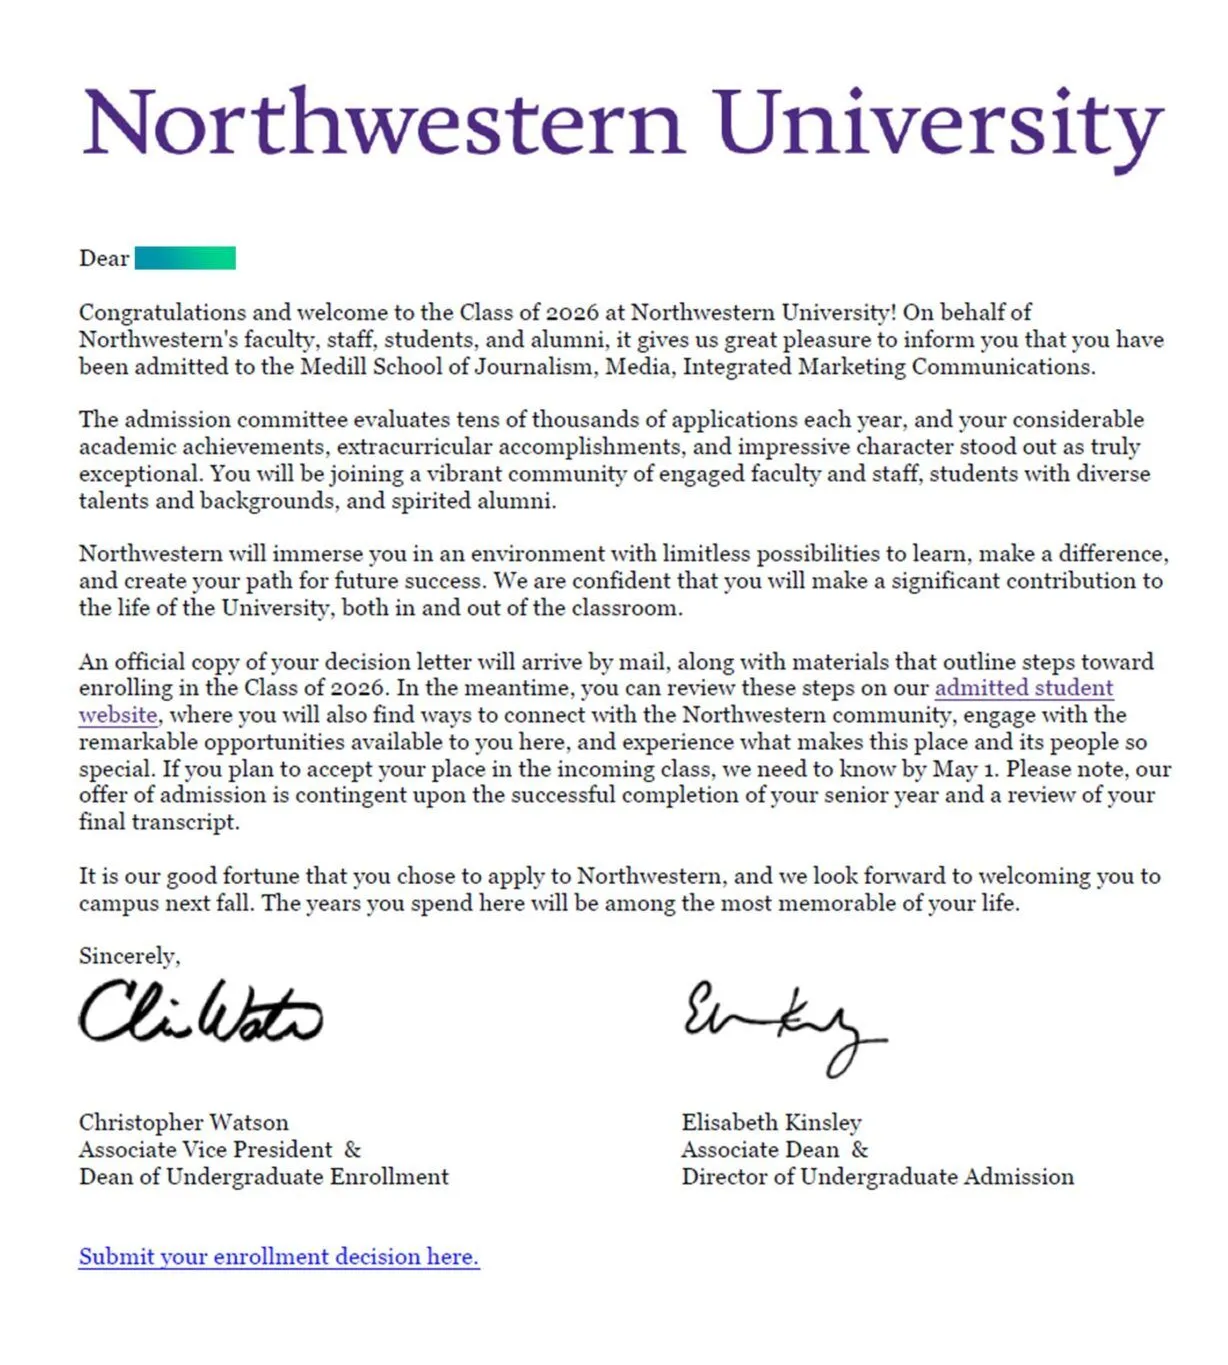 Northwestern University
Dear
Congratulations and welcome to the Class of 2026 at Northwestern University! On behalf of
Northwestern's faculty, staff, students, and alumni, it gives us great pleasure to inform you that you have
been admitted to the Medill School of Journalism, Media, Integrated Marketing Communications.
The admission committee evaluates tens of thousands of applications each year, and your considerable
academic achievements, extracurricular accomplishments, and impressive character stood out as truly
exceptional. You will be joining a vibrant community of engaged faculty and staff, students with diverse
talents and backgrounds, and spirited alumni.
Northwestern will immerse you in an environment with limitless possibilities to learn, make a difference,
and create your path for future success. We are confident that you will make a significant contribution to
the life of the University, both in and out of the classroom.
An official copy of your decision letter will arrive by mail, along with materials that outline steps toward
enrolling in the Class of 2026. In the meantime, you can review these steps on our admitted student
website, where you will also find ways to connect with the Northwestern community, engage with the
remarkable opportunities available to you here, and experience what makes this place and its people so
special. If you plan to accept your place in the incoming class, we need to know by May 1. Please note, our
offer of admission is contingent upon the successful completion of your senior year and a review of your
final transcript.
It is our good fortune that you chose to apply to Northwestern, and we look forward to welcoming you to
campus next fall. The years you spend here will be among the most memorable of your life.
Sincerely,
Christopher Watson
Associate Vice President &
Dean of Undergraduate Enrollment
Elisabeth Kinsley
Associate Dean &
Director of Undergraduate Admission
Submit your enrollment decision here.